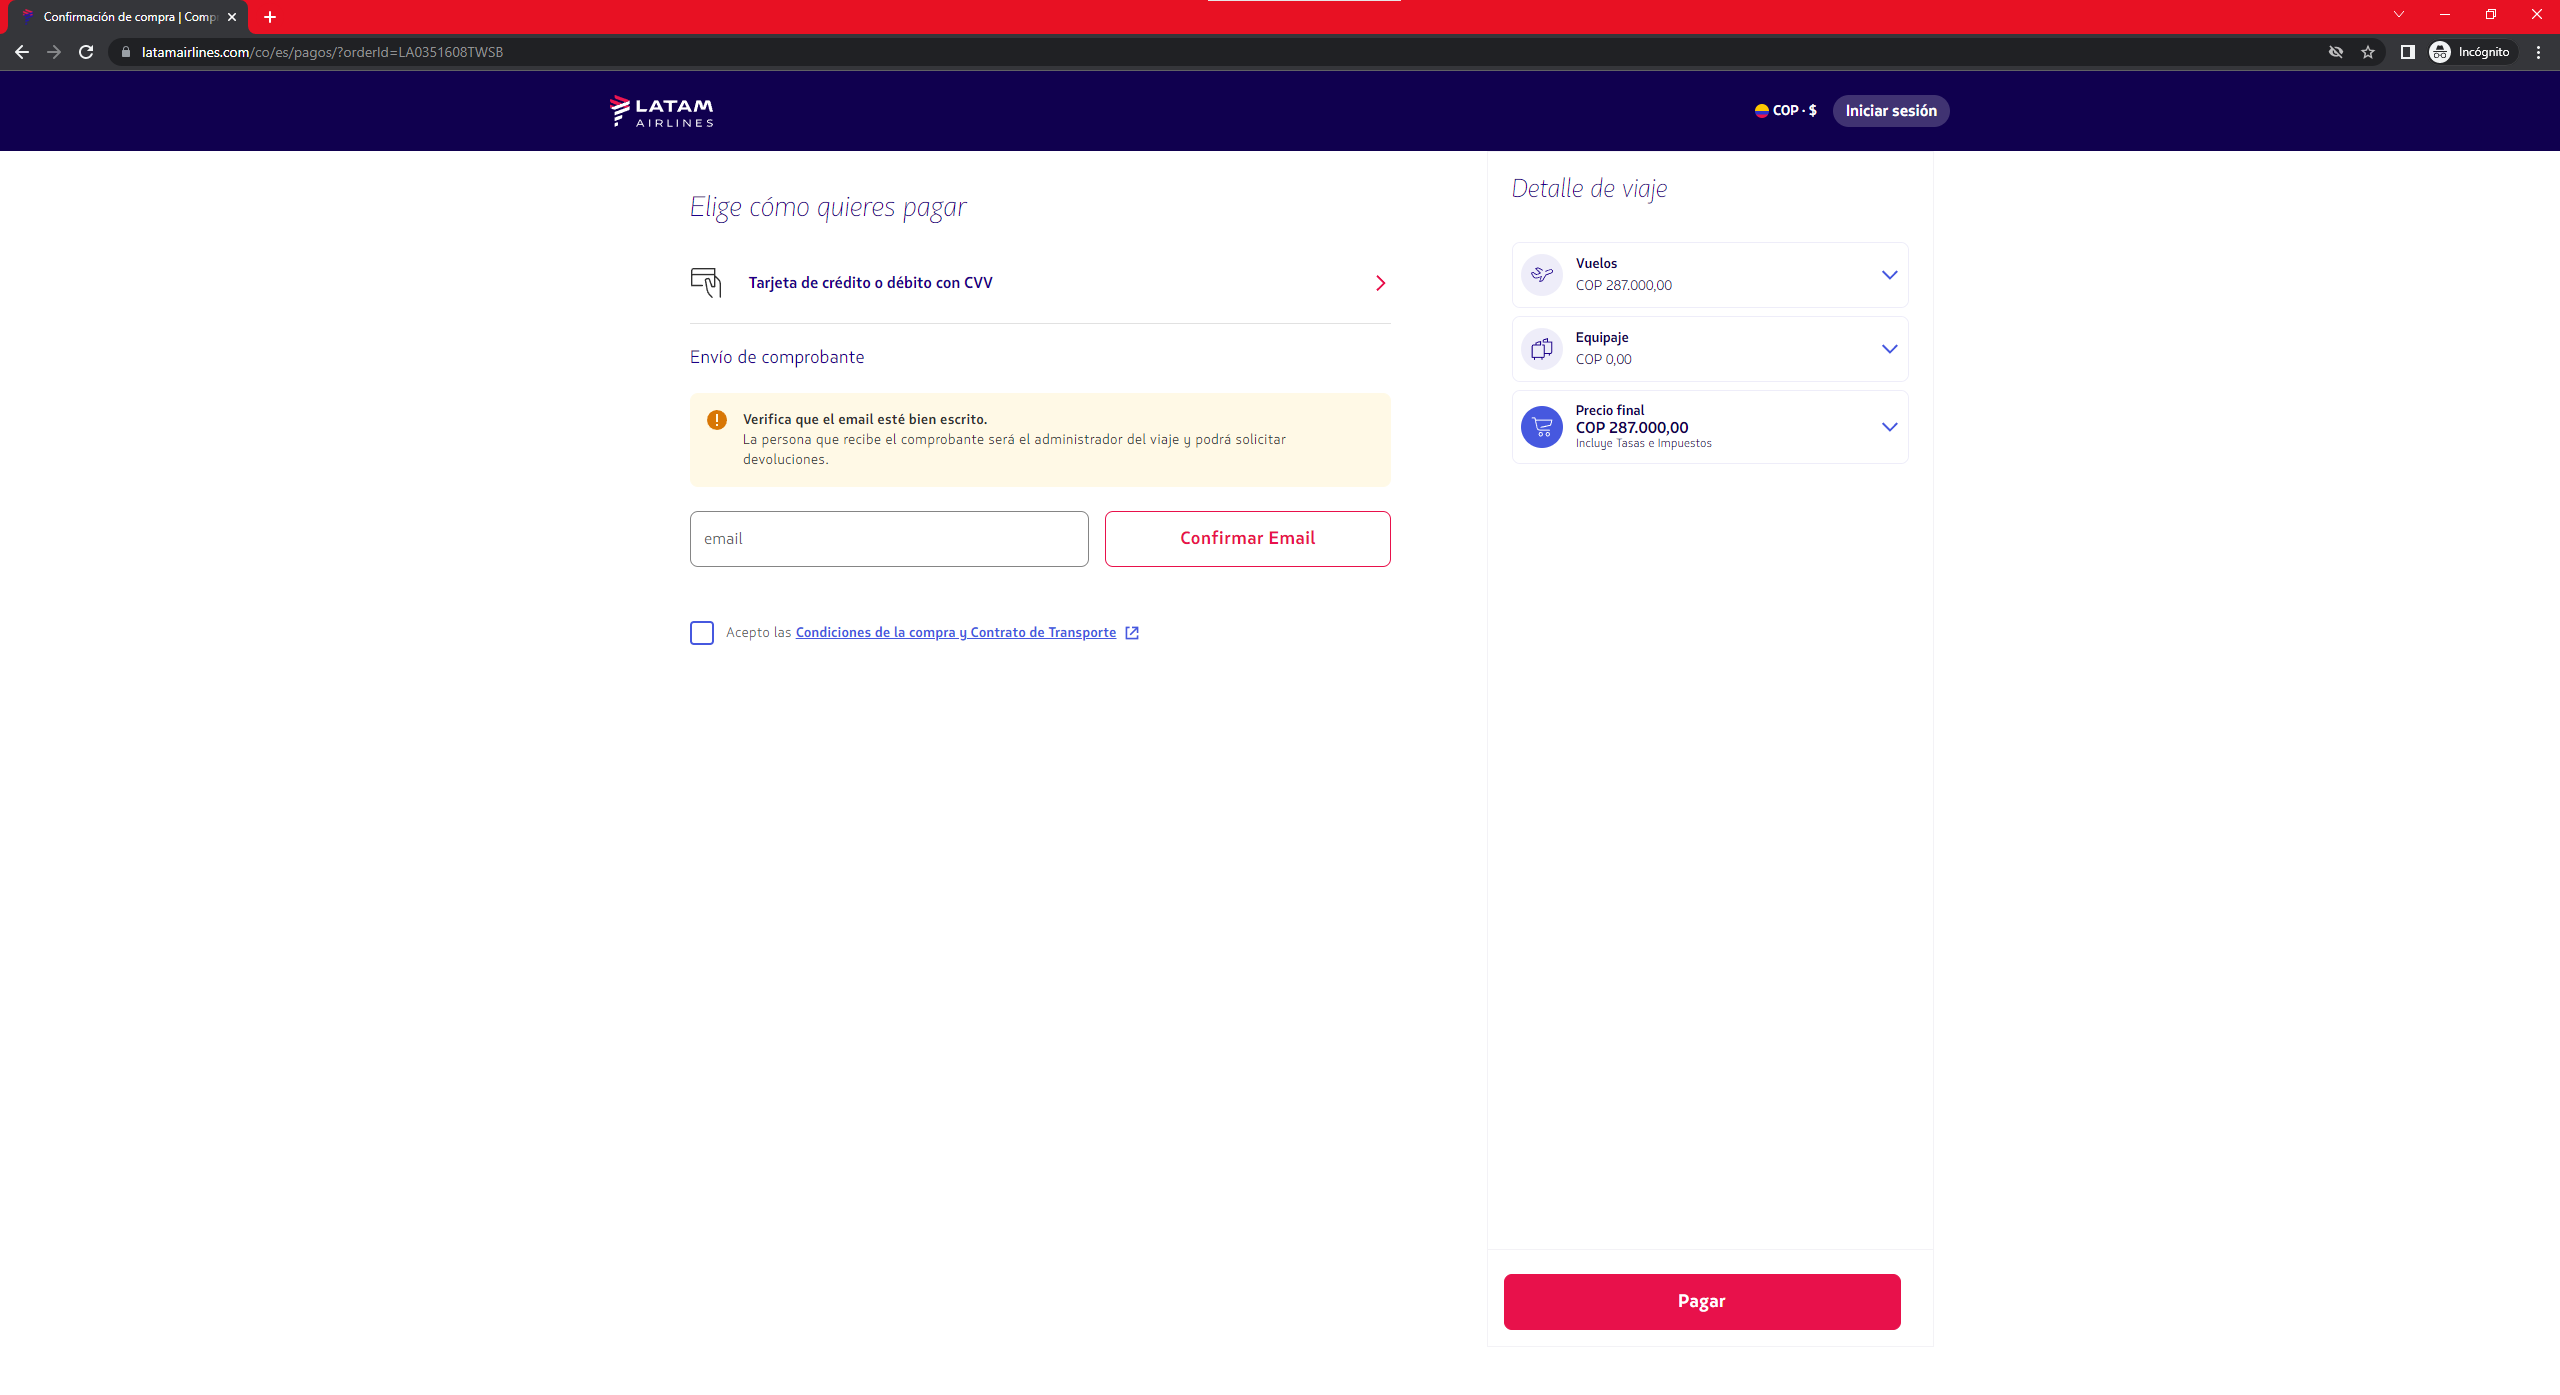 Confirmación de compra | Comp
latamairlines.com/co/es/pagos/?orderId=LA0351608TWSB
Incógnito
LATAM
AIRLINES
COP · $
Iniciar sesión
Elige cómo quieres pagar
Tarjeta de crédito o débito con CVV
Envío de comprobante
Verifica que el email esté bien escrito.
La persona que recibe el comprobante será el administrador del viaje y podrá solicitar
devoluciones.
email
Confirmar Email
Acepto las Condiciones de la compra y Contrato de Transporte
Detalle de viaje
Vuelos
COP 287.000,00
Equipaje
COP 0,00
Precio final
COP 287.000,00
Incluye Tasas e Impuestos
Pagar